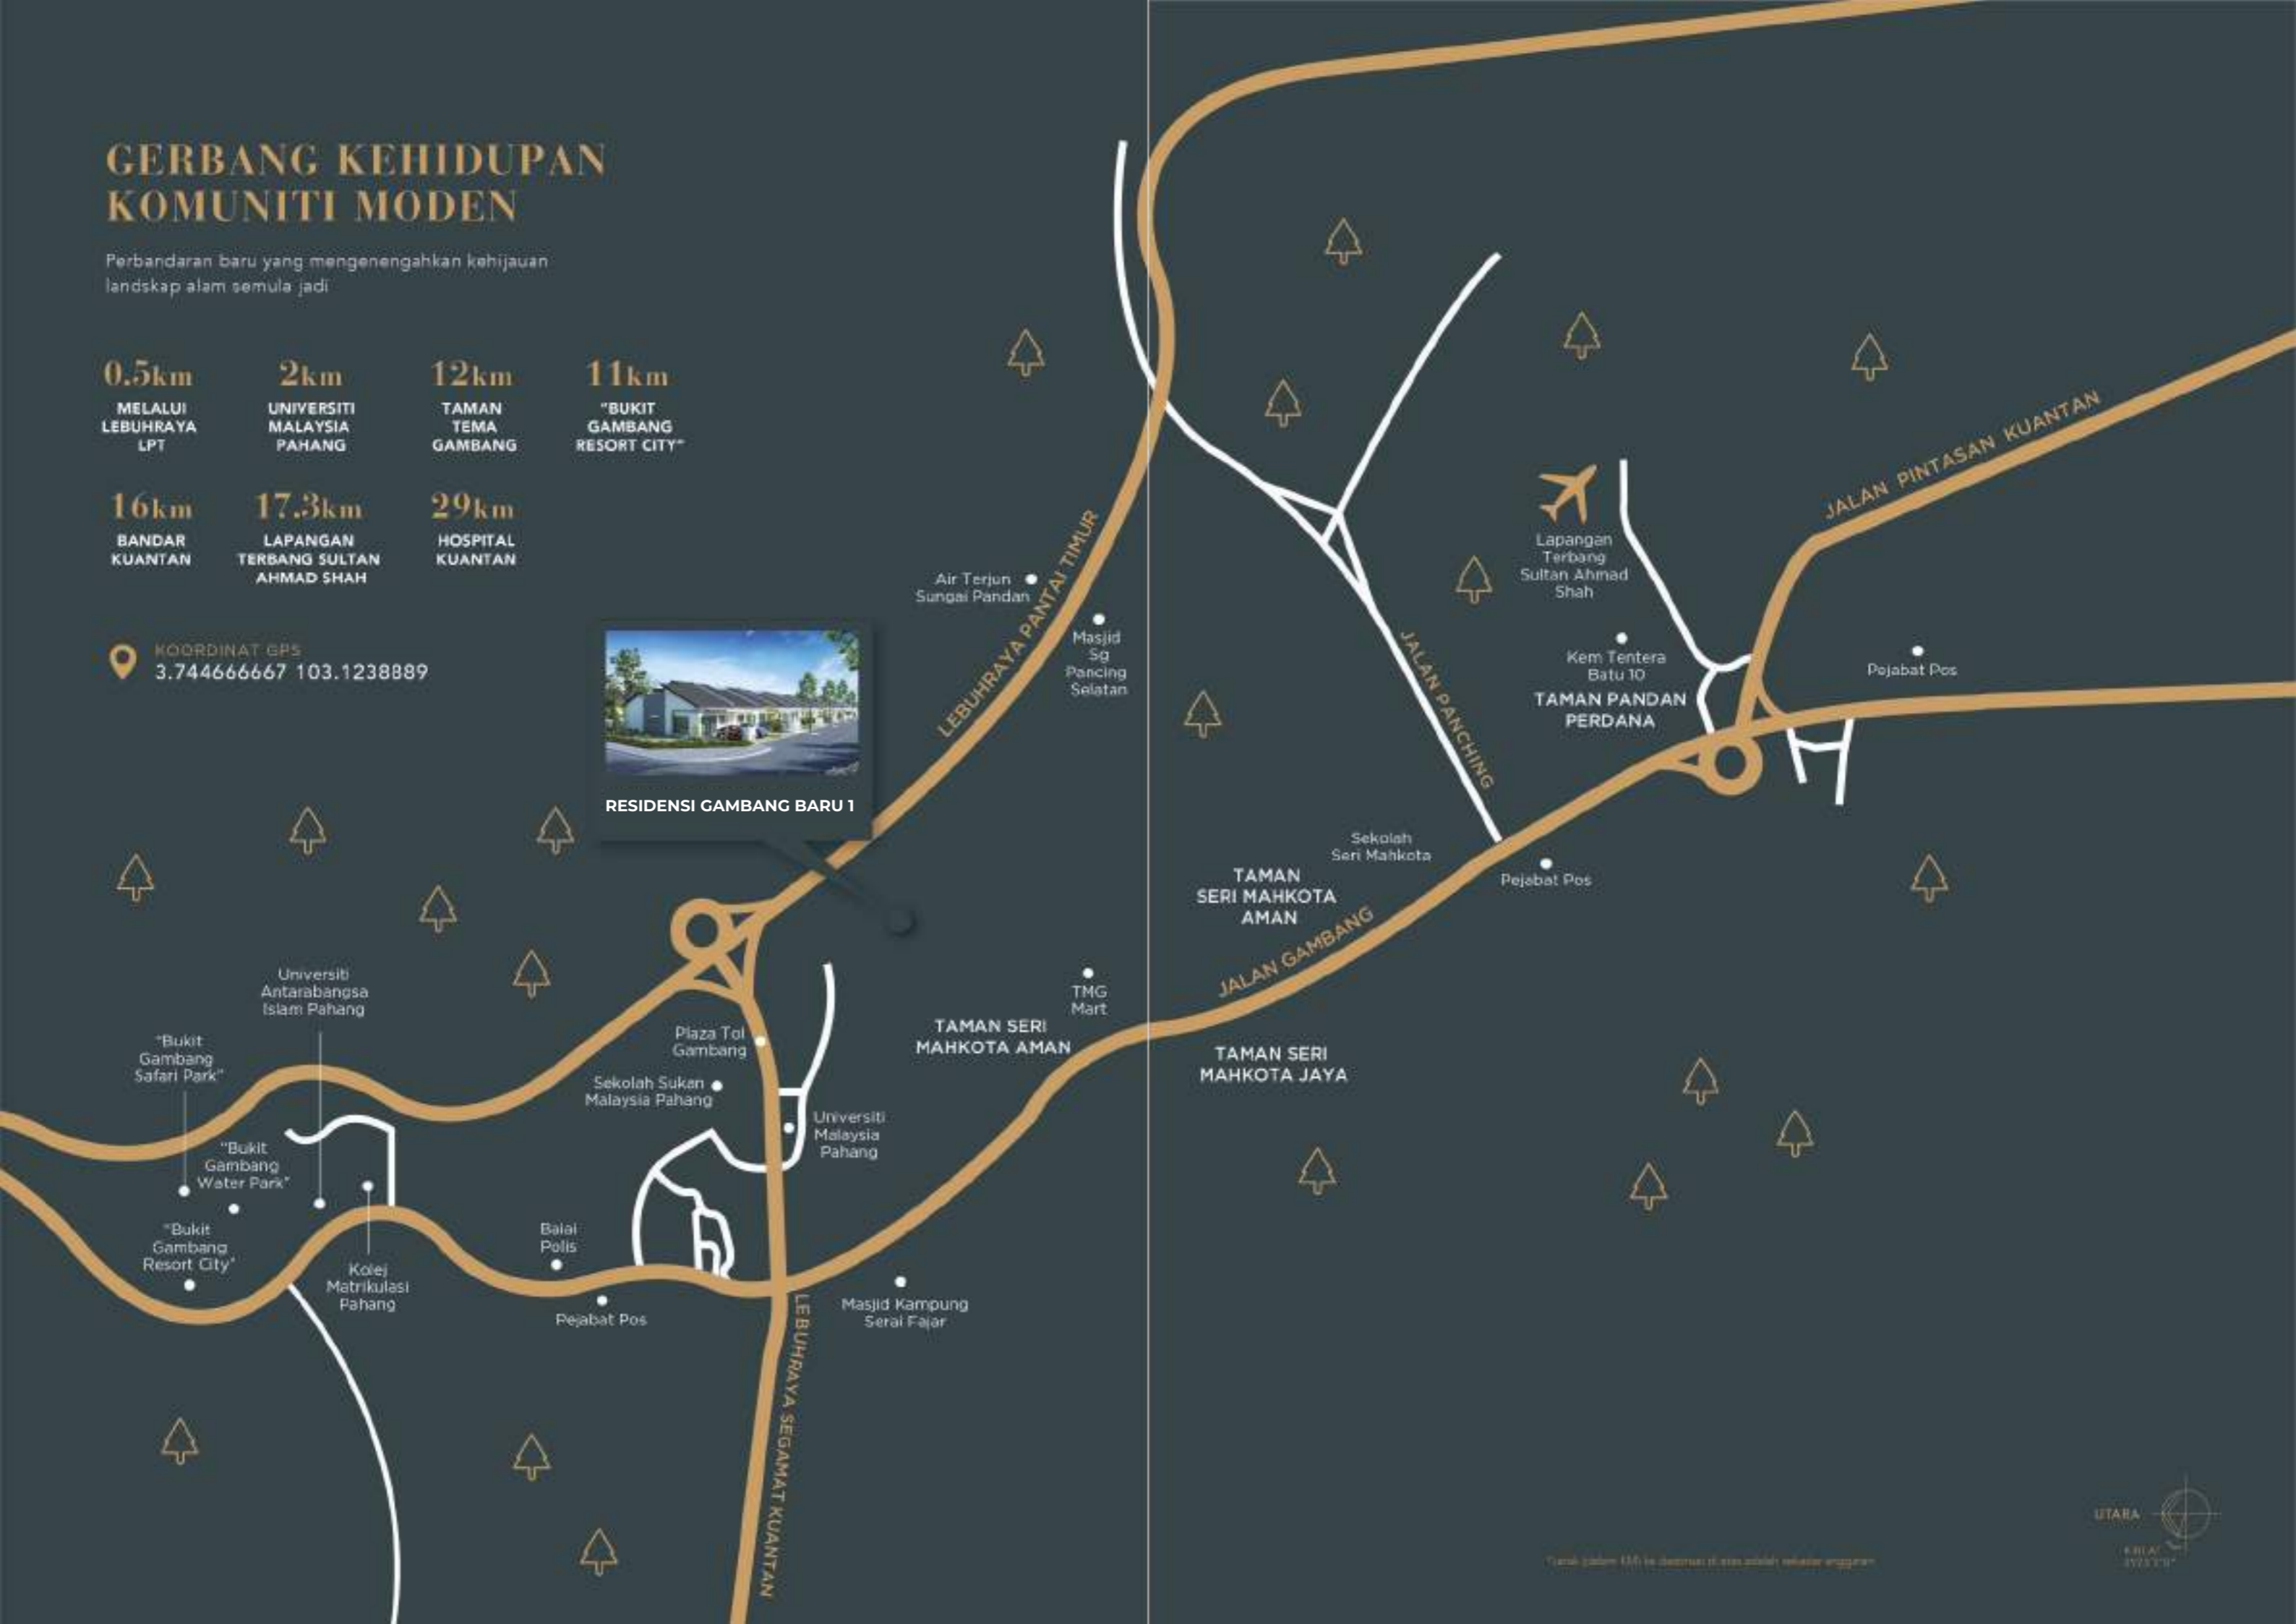 GERBANG KEHIDUPAN
KOMUNITI MODEN
Perbandaran baru yang mengenengahkan kehijauan
landskap alam semula jadi
0.5km
MELALUI
LEBUHRAYA
LPT
2km
UNIVERSITI
MALAYSIA
PAHANG
12km
TAMAN
TEMA
GAMBANG
11km
"BUKIT
GAMBANG
RESORT CITY"
16km
BANDAR
KUANTAN
17.3km
LAPANGAN
TERBANG SULTAN
AHMAD SHAH
29km
HOSPITAL
KUANTAN
KOORDINAT GPS
3.744666667 103.1238889
RESIDENSI GAMBANG BARU 1
LEBUHRAYA PANTAI TIMUR
Air Terjun
Sungai Pandan
Masjid
Sg
Pancing
Selatan
JALAN PANCHING
Lapangan
Terbang
Sultan Ahmad
Shah
JALAN PINTASAN KUANTAN
Kem Tentera
Batu 10
TAMAN PANDAN
PERDANA
Pejabat Pos
Sekolah
Seri Mahkota
TAMAN
SERI MAHKOTA
AMAN
Pejabat Pos
JALAN GAMBANG
TMG
Mart
TAMAN SERI
MAHKOTA AMAN
TAMAN SERI
MAHKOTA JAYA
Universiti
Antarabangsa
Islam Pahang
"Bukit
Gambang
Safari Park"
"Bukit
Gambang
Water Park"
"Bukit
Gambang
Resort City"
Kolej
Matrikulasi
Pahang
Plaza Tol
Gambang
Sekolah Sukan
Malaysia Pahang
Universiti
Malaysia
Pahang
Balai
Polis
Pejabat Pos
Masjid Kampung
Serai Fajar
LEBUHRAYA SEGAMAT KUANTAN
UTARA